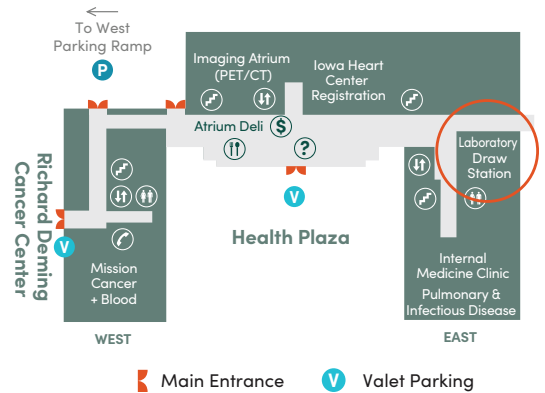 To West
Parking Ramp
P
Imaging Atrium
(PET/CT)
Iowa Heart
Center
Registration
Atrium Deli
$
?
Laboratory
Draw
Station
V
Richard Deming
Cancer Center
V
Health Plaza
Mission
Cancer
+ Blood
Internal
Medicine Clinic
Pulmonary &
Infectious Disease
WEST
EAST
Main Entrance
V Valet Parking